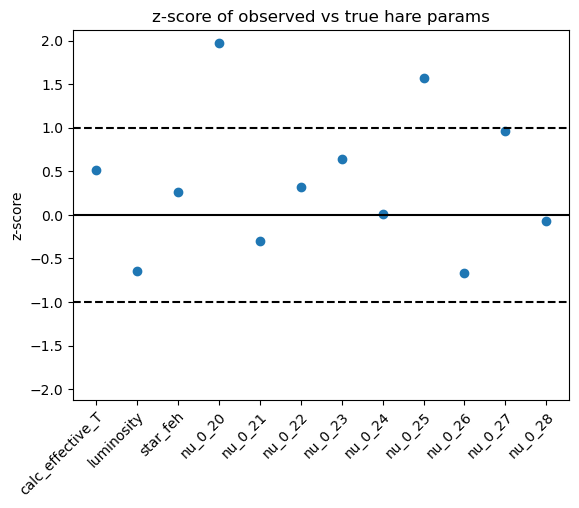 z-score of observed vs true hare params
z-score
2.0
1.5
1.0
0.5
0.0
−0.5
−1.0
−1.5
−2.0
calc_effective_T
luminosity
star_feh
nu_0_20
nu_0_21
nu_0_22
nu_0_23
nu_0_24
nu_0_25
nu_0_26
nu_0_27
nu_0_28